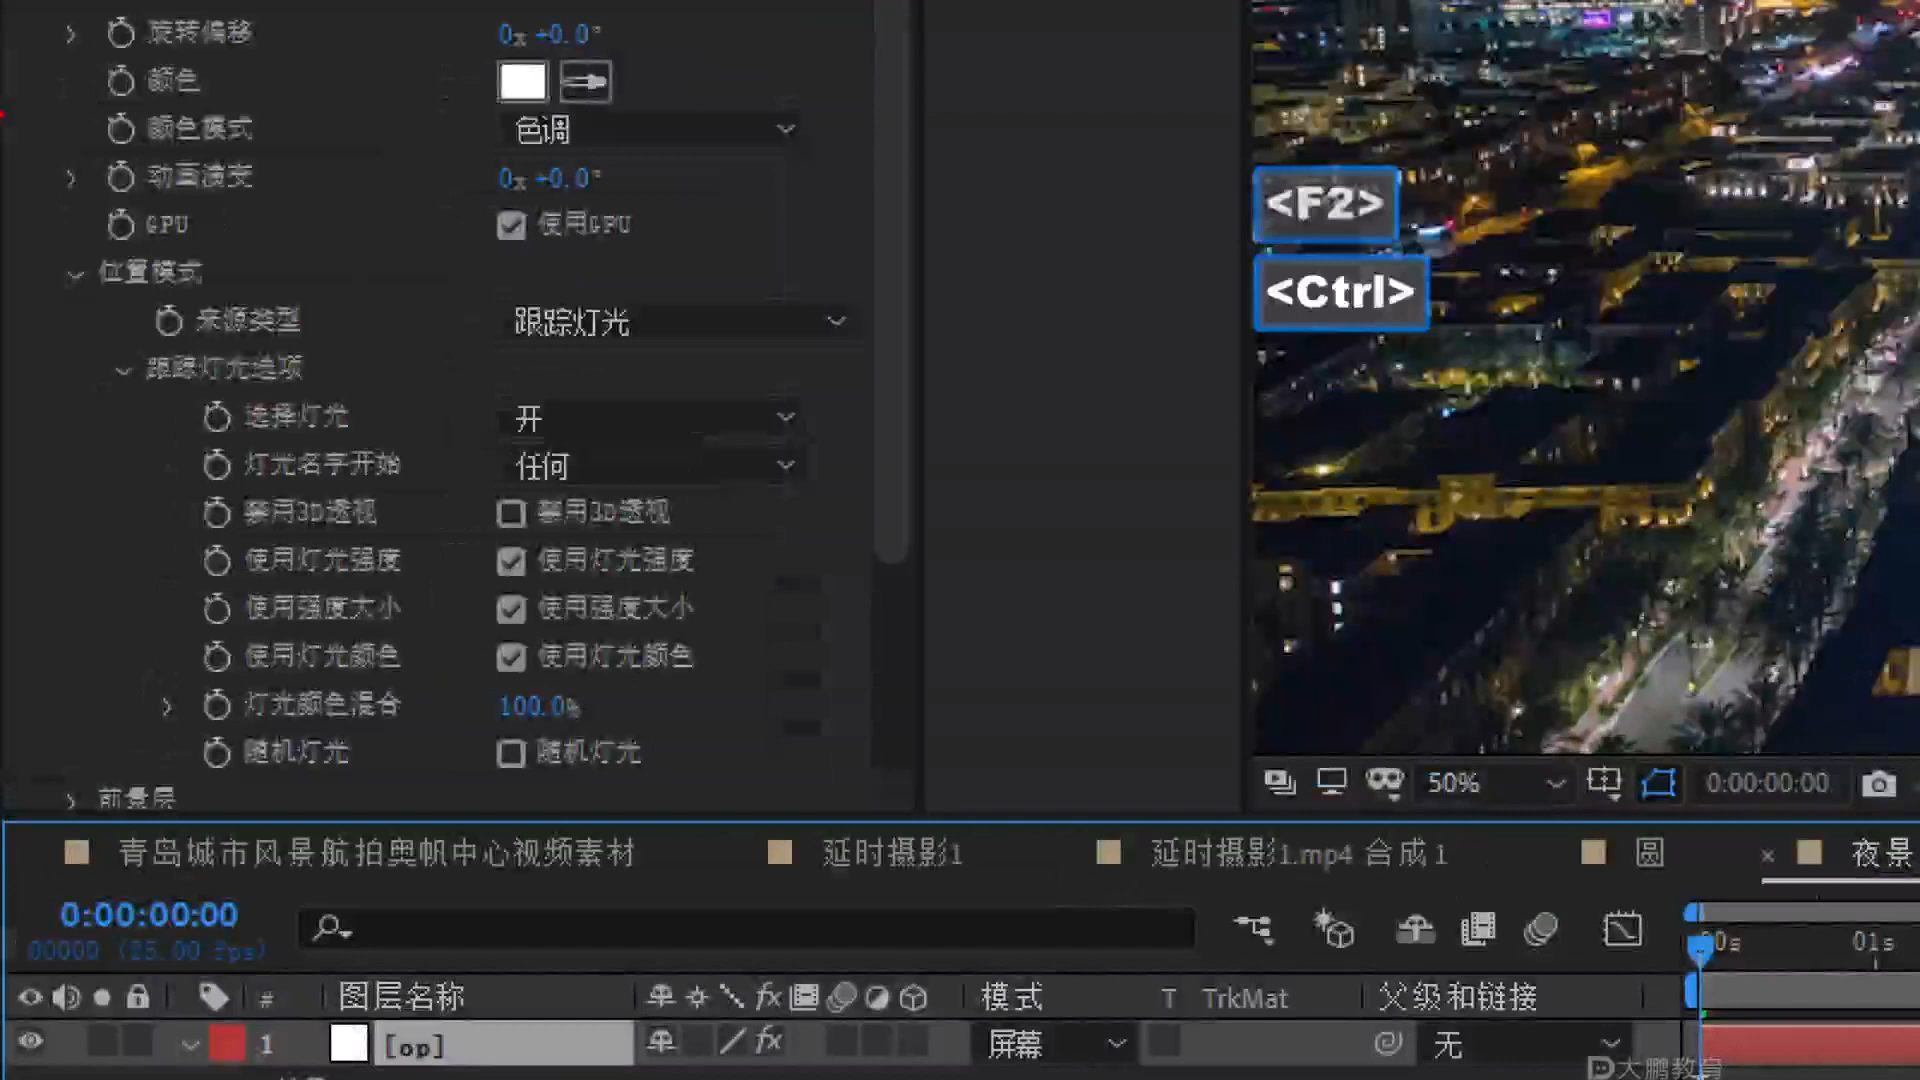 旋转偏移 0x +0.0°
颜色
颜色模式 色调
动画演变 0x +0.0°
GPU 使用GPU
位置模式
来源类型 跟踪灯光
跟踪灯光选项
选择灯光 开
灯光名字开始 任何
禁用3D透视 禁用3D透视
使用灯光强度 使用灯光强度
使用强度大小 使用强度大小
使用灯光颜色 使用灯光颜色
灯光颜色混合 100.0%
随机灯光 随机灯光
前景层
<F2>
<Ctrl>
50% 0:00:00:00
青岛城市风景航拍奥帆中心视频素材 延时摄影1 延时摄影1.mp4 合成 1 圆 × 夜景
0:00:00:00
00000 (25.00 fps)
00s 01s
# 图层名称 fx 模式 T TrkMat 父级和链接
1 [op] fx 屏幕 无
大鹏教育